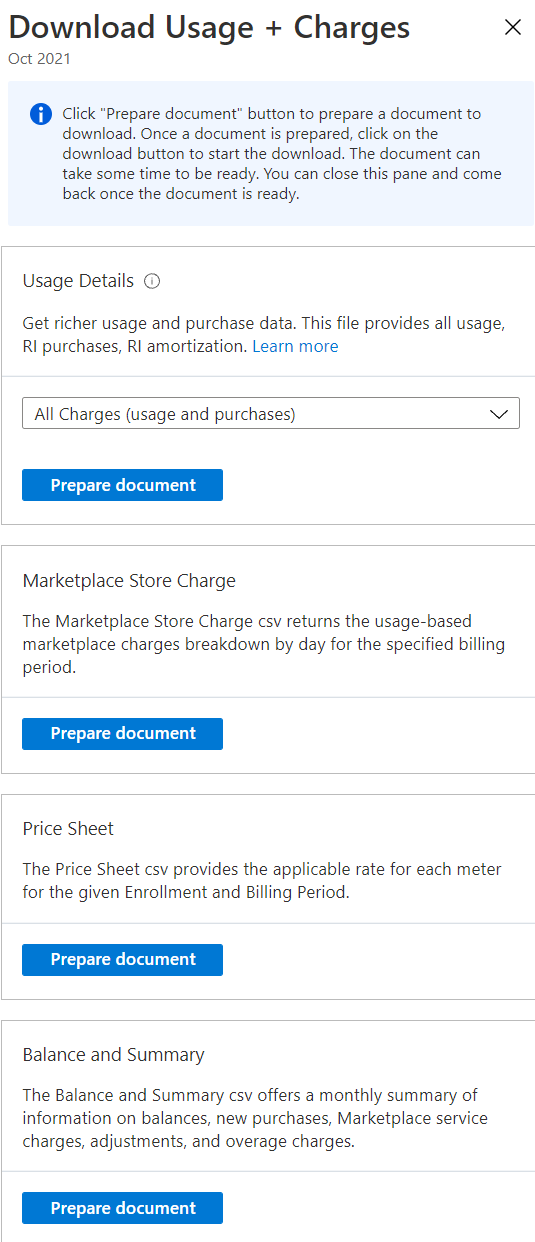 Download Usage + Charges
Oct 2021
Click "Prepare document" button to prepare a document to
download. Once a document is prepared, click on the
download button to start the download. The document can
take some time to be ready. You can close this pane and come
back once the document is ready.
Usage Details
Get richer usage and purchase data. This file provides all usage,
RI purchases, RI amortization. Learn more
All Charges (usage and purchases)
Prepare document
Marketplace Store Charge
The Marketplace Store Charge csv returns the usage-based
marketplace charges breakdown by day for the specified billing
period.
Prepare document
Price Sheet
The Price Sheet csv provides the applicable rate for each meter
for the given Enrollment and Billing Period.
Prepare document
Balance and Summary
The Balance and Summary csv offers a monthly summary of
information on balances, new purchases, Marketplace service
charges, adjustments, and overage charges.
Prepare document